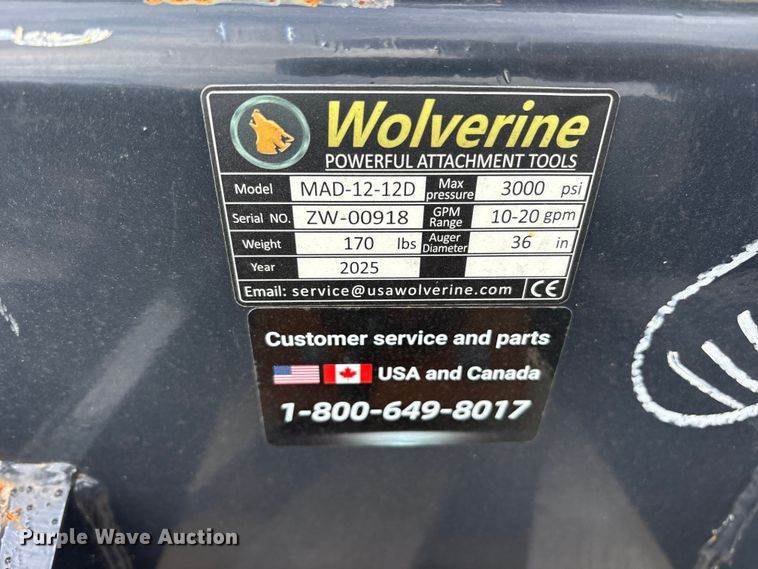 Wolverine
POWERFUL ATTACHMENT TOOLS
Model MAD-12-12D Max pressure 3000 psi
Serial NO. ZW-00918 GPM Range 10-20 gpm
Weight 170 lbs Auger Diameter 36 in
Year 2025
Email: service@usawolverine.com CE
Customer service and parts
USA and Canada
1-800-649-8017
Purple Wave Auction